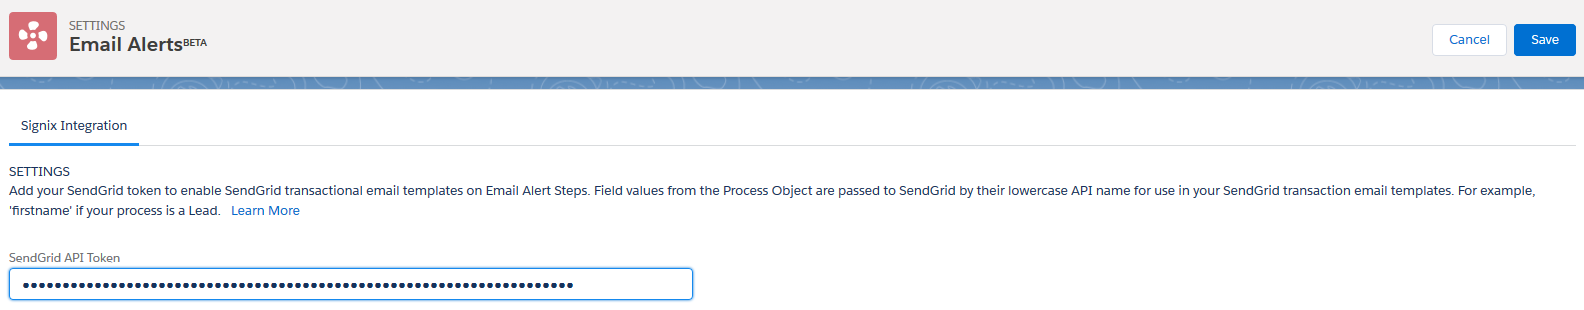 SETTINGS
Email AlertsBETA
Cancel
Save
Signix Integration
SETTINGS
Add your SendGrid token to enable SendGrid transactional email templates on Email Alert Steps. Field values from the Process Object are passed to SendGrid by their lowercase API name for use in your SendGrid transaction email templates. For example,
'firstname' if your process is a Lead. Learn More
SendGrid API Token